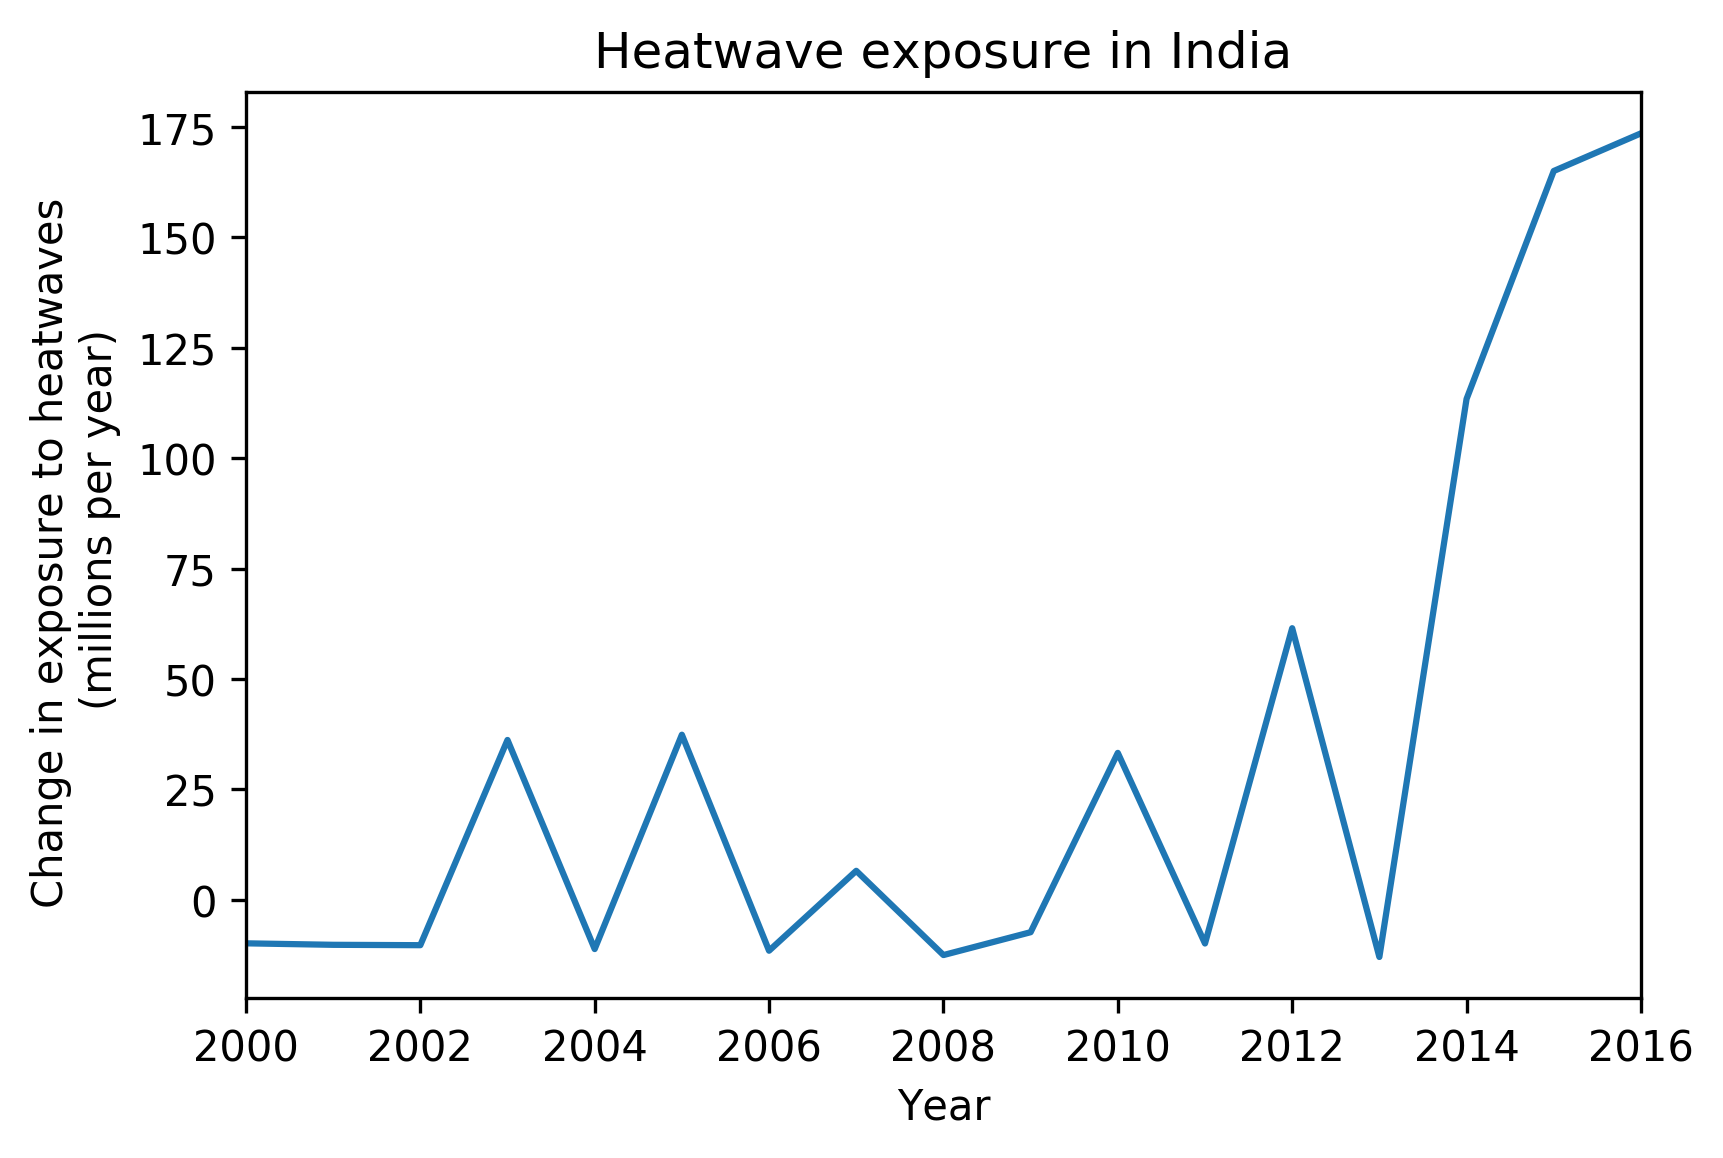 Heatwave exposure in India
Change in exposure to heatwaves
(millions per year)
175
150
125
100
75
50
25
0
2000 2002 2004 2006 2008 2010 2012 2014 2016
Year